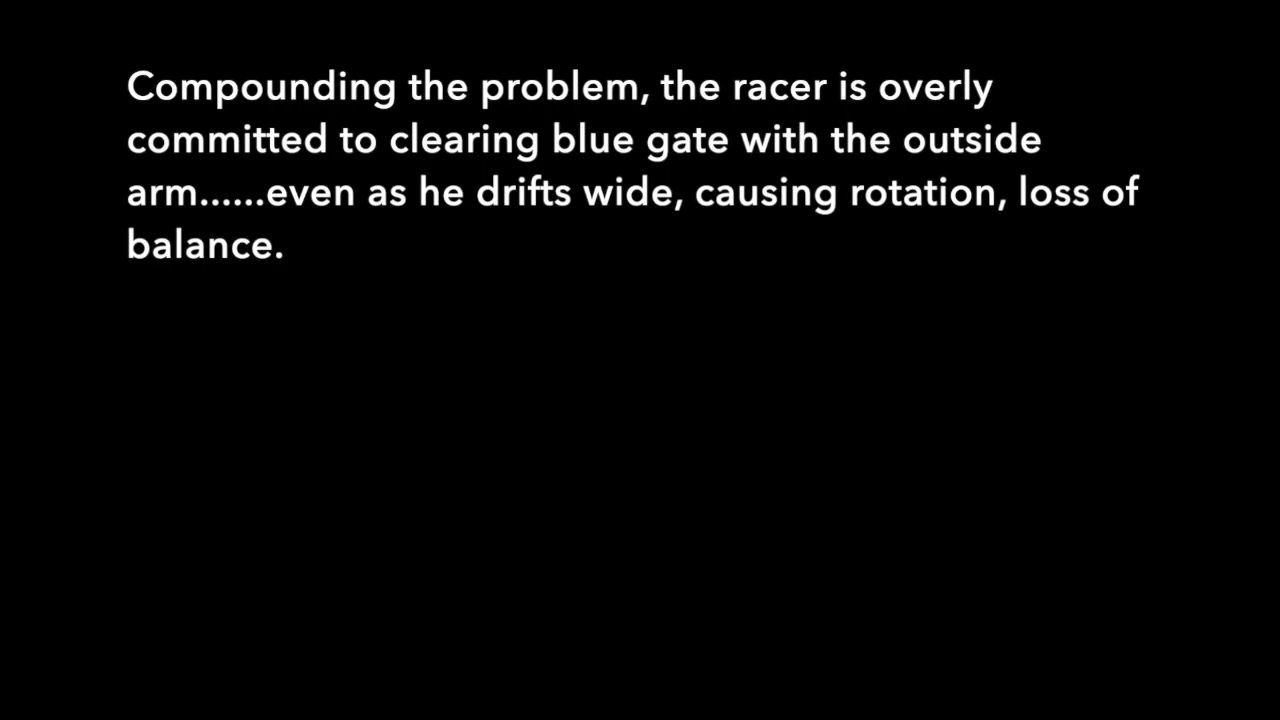 Compounding the problem, the racer is overly
committed to clearing blue gate with the outside
arm......even as he drifts wide, causing rotation, loss of
balance.